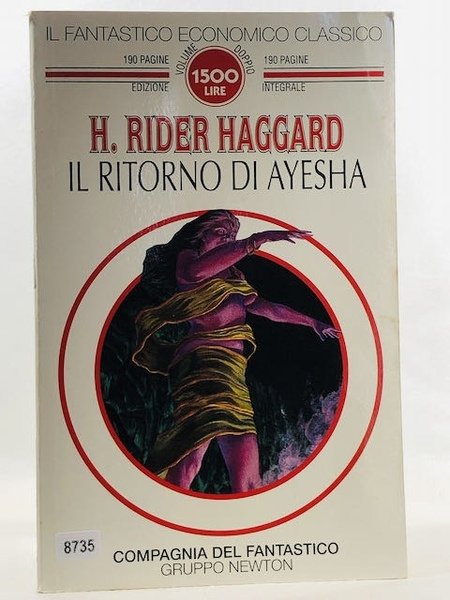 IL FANTASTICO ECONOMICO CLASSICO
190 PAGINE
VOLUME DOPPIO
190 PAGINE
1500
LIRE
EDIZIONE
INTEGRALE
H. RIDER HAGGARD
IL RITORNO DI AYESHA
8735
COMPAGNIA DEL FANTASTICO
GRUPPO NEWTON